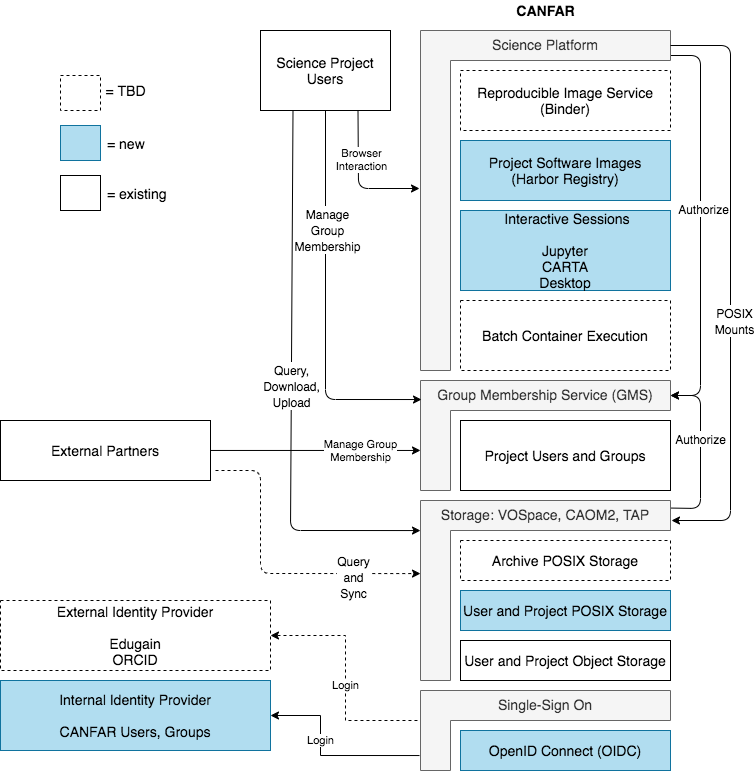 CANFAR
Science Project
Users
Science Platform
= TBD
= new
= existing
Reproducible Image Service
(Binder)
Browser
Interaction
Project Software Images
(Harbor Registry)
Manage
Group
Membership
Interactive Sessions
Jupyter
CARTA
Desktop
Authorize
POSIX
Mounts
Batch Container Execution
Query,
Download,
Upload
Group Membership Service (GMS)
External Partners
Manage Group
Membership
Project Users and Groups
Authorize
Storage: VOSpace, CAOM2, TAP
Query
and
Sync
Archive POSIX Storage
User and Project POSIX Storage
User and Project Object Storage
External Identity Provider
Edugain
ORCID
Login
Internal Identity Provider
CANFAR Users, Groups
Login
Single-Sign On
OpenID Connect (OIDC)